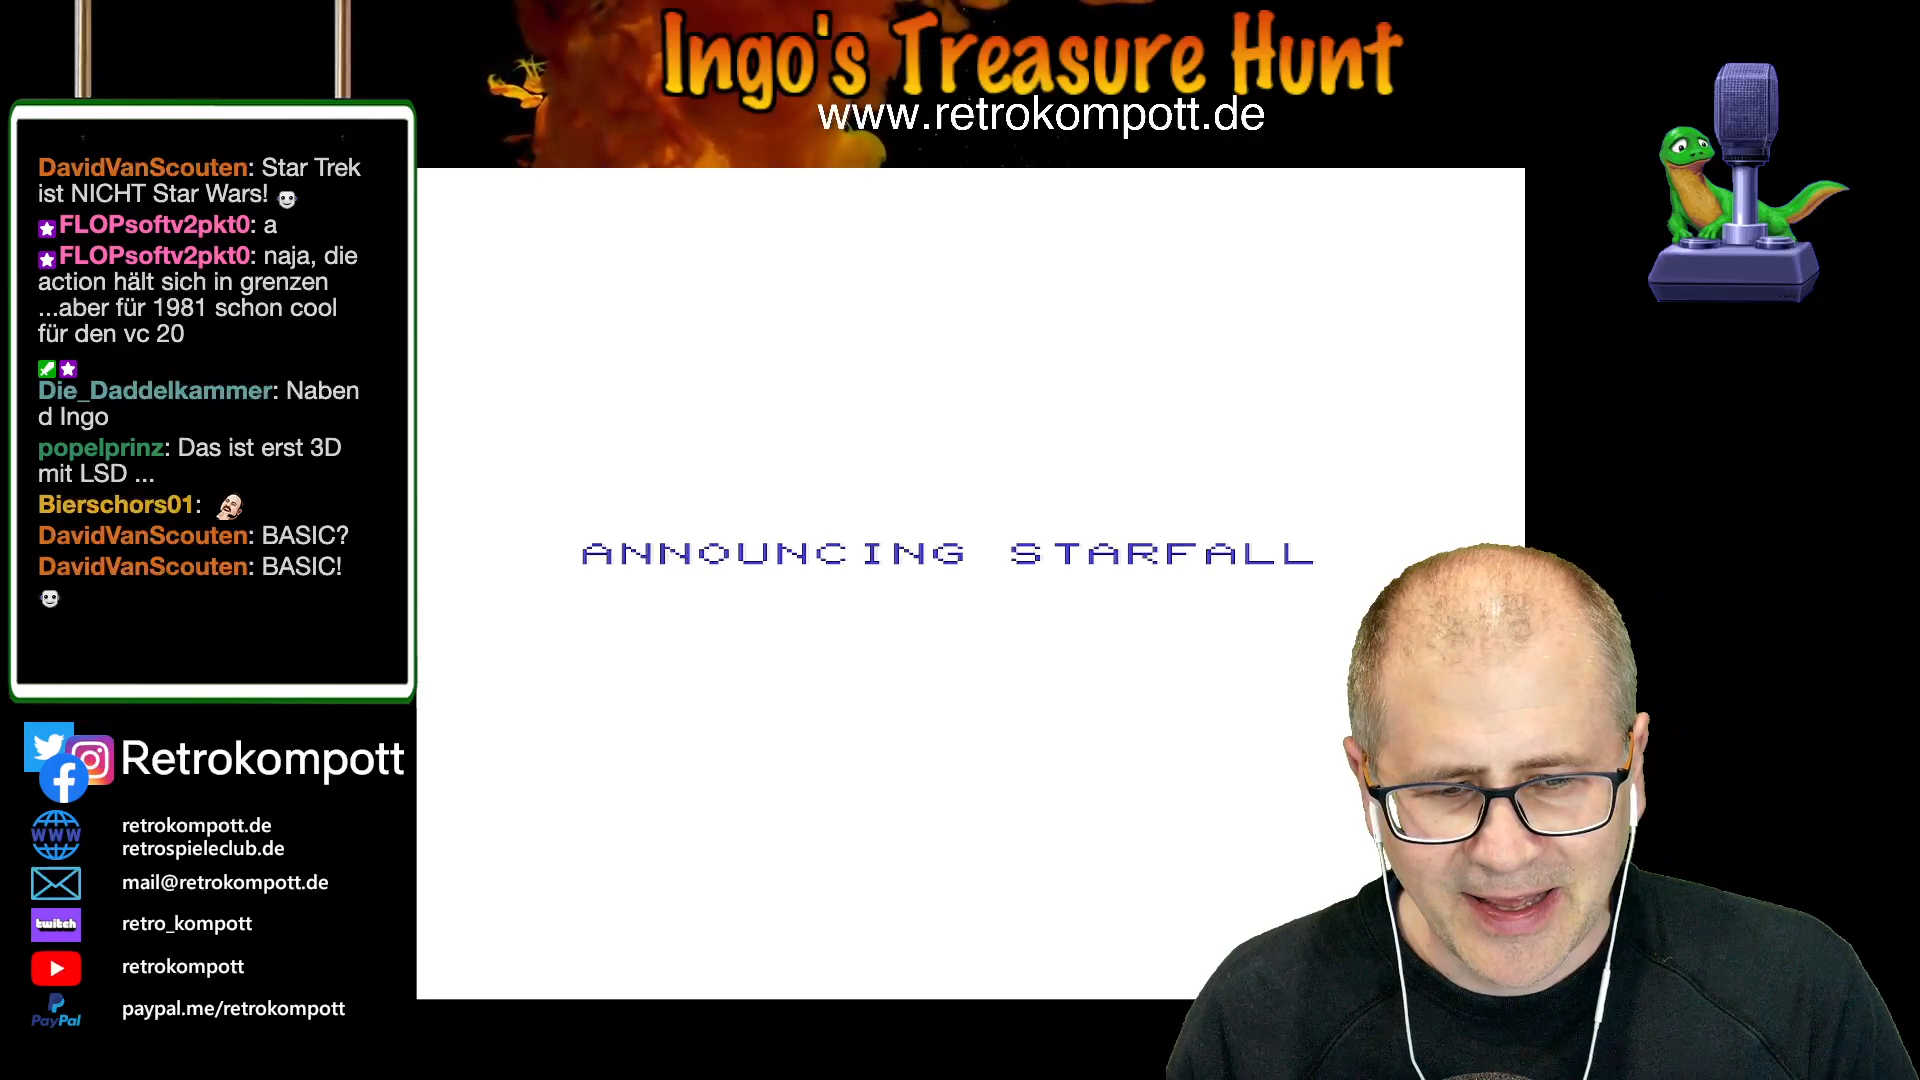 Ingo's Treasure Hunt
www.retrokompott.de
DavidVanScouten: Star Trek
ist NICHT Star Wars!
FLOPsoftv2pkt0: a
FLOPsoftv2pkt0: naja, die
action hält sich in grenzen
...aber für 1981 schon cool
für den vc 20
Die_Daddelkammer: Naben
d Ingo
popelprinz: Das ist erst 3D
mit LSD ...
Bierschors01:
DavidVanScouten: BASIC?
DavidVanScouten: BASIC!
ANNOUNCING STARFALL
Retrokompott
WWW
retrokompott.de
retrospieleclub.de
mail@retrokompott.de
twitch
retro_kompott
retrokompott
PayPal
paypal.me/retrokompott